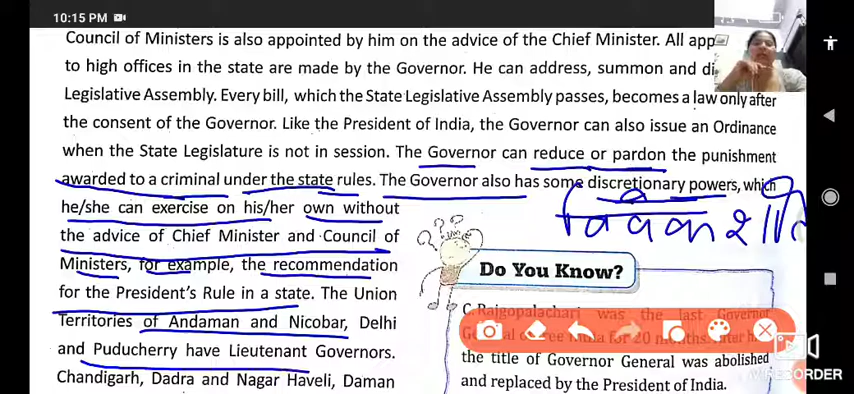 10:15 PM
Council of Ministers is also appointed by him on the advice of the Chief Minister. All app
to high offices in the state are made by the Governor. He can address, summon and di
Legislative Assembly. Every bill, which the State Legislative Assembly passes, becomes a law only after
the consent of the Governor. Like the President of India, the Governor can also issue an Ordinance
when the State Legislature is not in session. The Governor can reduce or pardon the punishment
awarded to a criminal under the state rules. The Governor also has some discretionary powers, which
he/she can exercise on his/her own without
the advice of Chief Minister and Council of
Ministers, for example, the recommendation
for the President's Rule in a state. The Union
Territories of Andaman and Nicobar, Delhi
and Puducherry have Lieutenant Governors.
Chandigarh, Dadra and Nagar Haveli, Daman
? ? ?
Do You Know?
C. Rajgopalachari was the last Governor
General of free India for 20 months. Later
the title of Governor General was abolished
and replaced by the President of India.
RECORDER